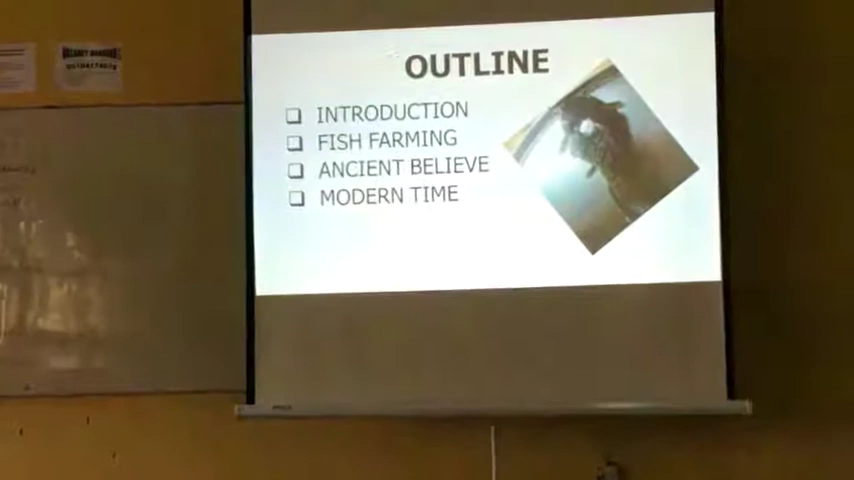 OUTLINE
INTRODUCTION
FISH FARMING
ANCIENT BELIEVE
MODERN TIME